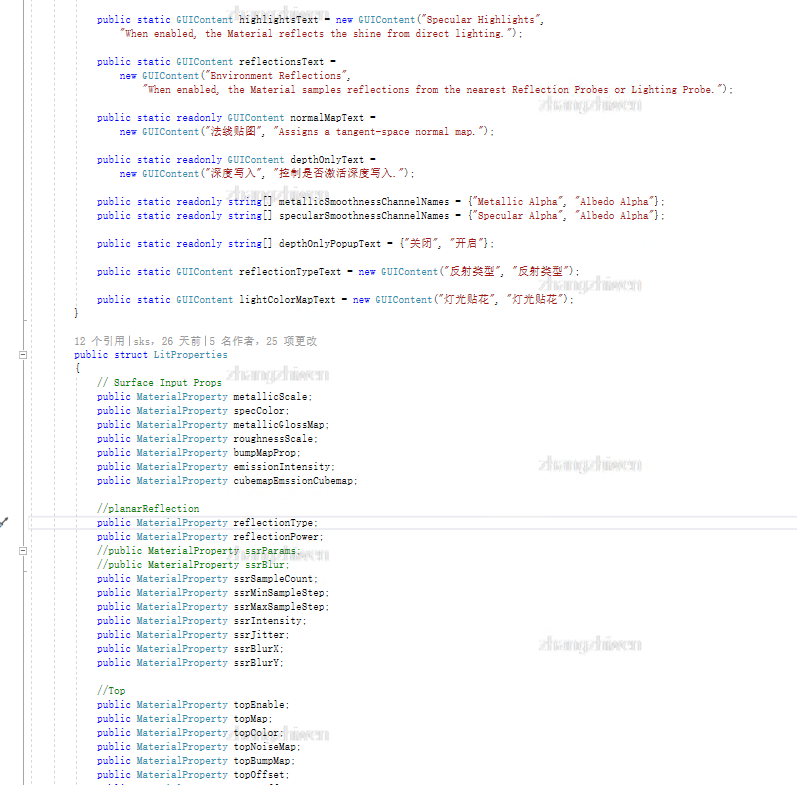 public static GUIContent highlightsText = new GUIContent("Specular Highlights",
"When enabled, the Material reflects the shine from direct lighting.");
public static GUIContent reflectionsText =
new GUIContent("Environment Reflections",
"When enabled, the Material samples reflections from the nearest Reflection Probes or Lighting Probe.");
public static readonly GUIContent normalMapText =
new GUIContent("法线贴图", "Assigns a tangent-space normal map.");
public static readonly GUIContent depthOnlyText =
new GUIContent("深度写入", "控制是否激活深度写入.");
public static readonly string[] metallicSmoothnessChannelNames = {"Metallic Alpha", "Albedo Alpha"};
public static readonly string[] specularSmoothnessChannelNames = {"Specular Alpha", "Albedo Alpha"};
public static readonly string[] depthOnlyPopupText = {"关闭", "开启"};
public static GUIContent reflectionTypeText = new GUIContent("反射类型", "反射类型");
public static GUIContent lightColorMapText = new GUIContent("灯光贴花", "灯光贴花");
}
12 个引用|sks，26 天前|5 名作者，25 项更改
public struct LitProperties
{
// Surface Input Props
public MaterialProperty metallicScale;
public MaterialProperty specColor;
public MaterialProperty metallicGlossMap;
public MaterialProperty roughnessScale;
public MaterialProperty bumpMapProp;
public MaterialProperty emissionIntensity;
public MaterialProperty cubemapEmssionCubemap;
//planarReflection
public MaterialProperty reflectionType;
public MaterialProperty reflectionPower;
//public MaterialProperty ssrParams;
//public MaterialProperty ssrBlur;
public MaterialProperty ssrSampleCount;
public MaterialProperty ssrMinSampleStep;
public MaterialProperty ssrMaxSampleStep;
public MaterialProperty ssrIntensity;
public MaterialProperty ssrJitter;
public MaterialProperty ssrBlurX;
public MaterialProperty ssrBlurY;
//Top
public MaterialProperty topEnable;
public MaterialProperty topMap;
public MaterialProperty topColor;
public MaterialProperty topNoiseMap;
public MaterialProperty topBumpMap;
public MaterialProperty topOffset;
zhangzhiwen
zhangzhiwen
zhangzhiwen
zhangzhiwen
zhangzhiwen
zhangzhiwen
zhangzhiwen
zhangzhiwen
zhangzhiwen